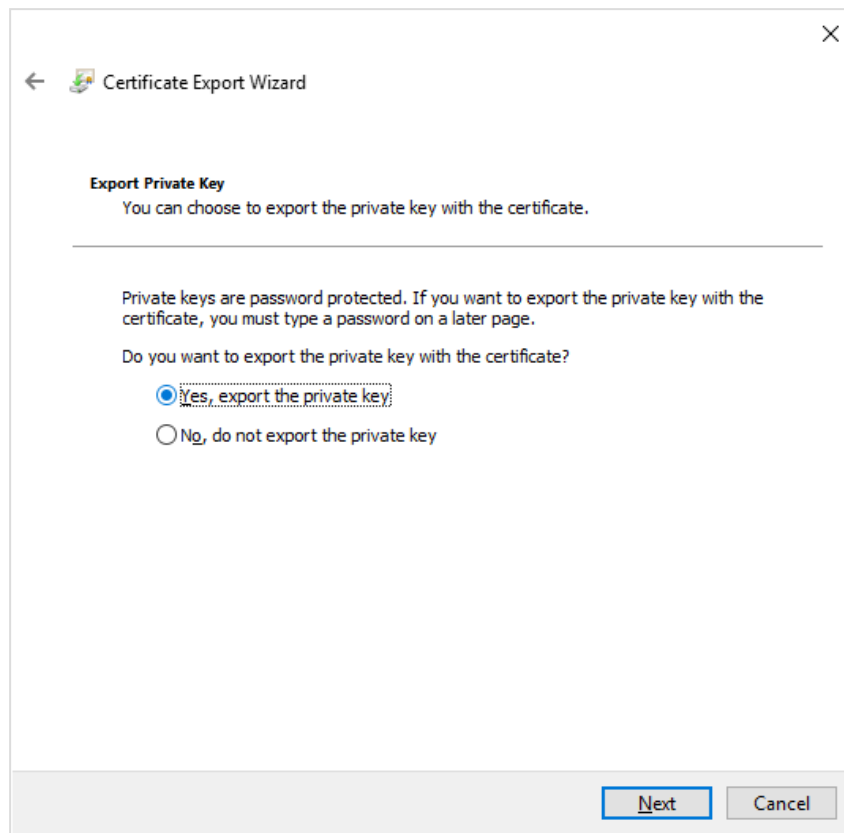 Certificate Export Wizard
Export Private Key
You can choose to export the private key with the certificate.
Private keys are password protected. If you want to export the private key with the
certificate, you must type a password on a later page.
Do you want to export the private key with the certificate?
Yes, export the private key
No, do not export the private key
Next
Cancel